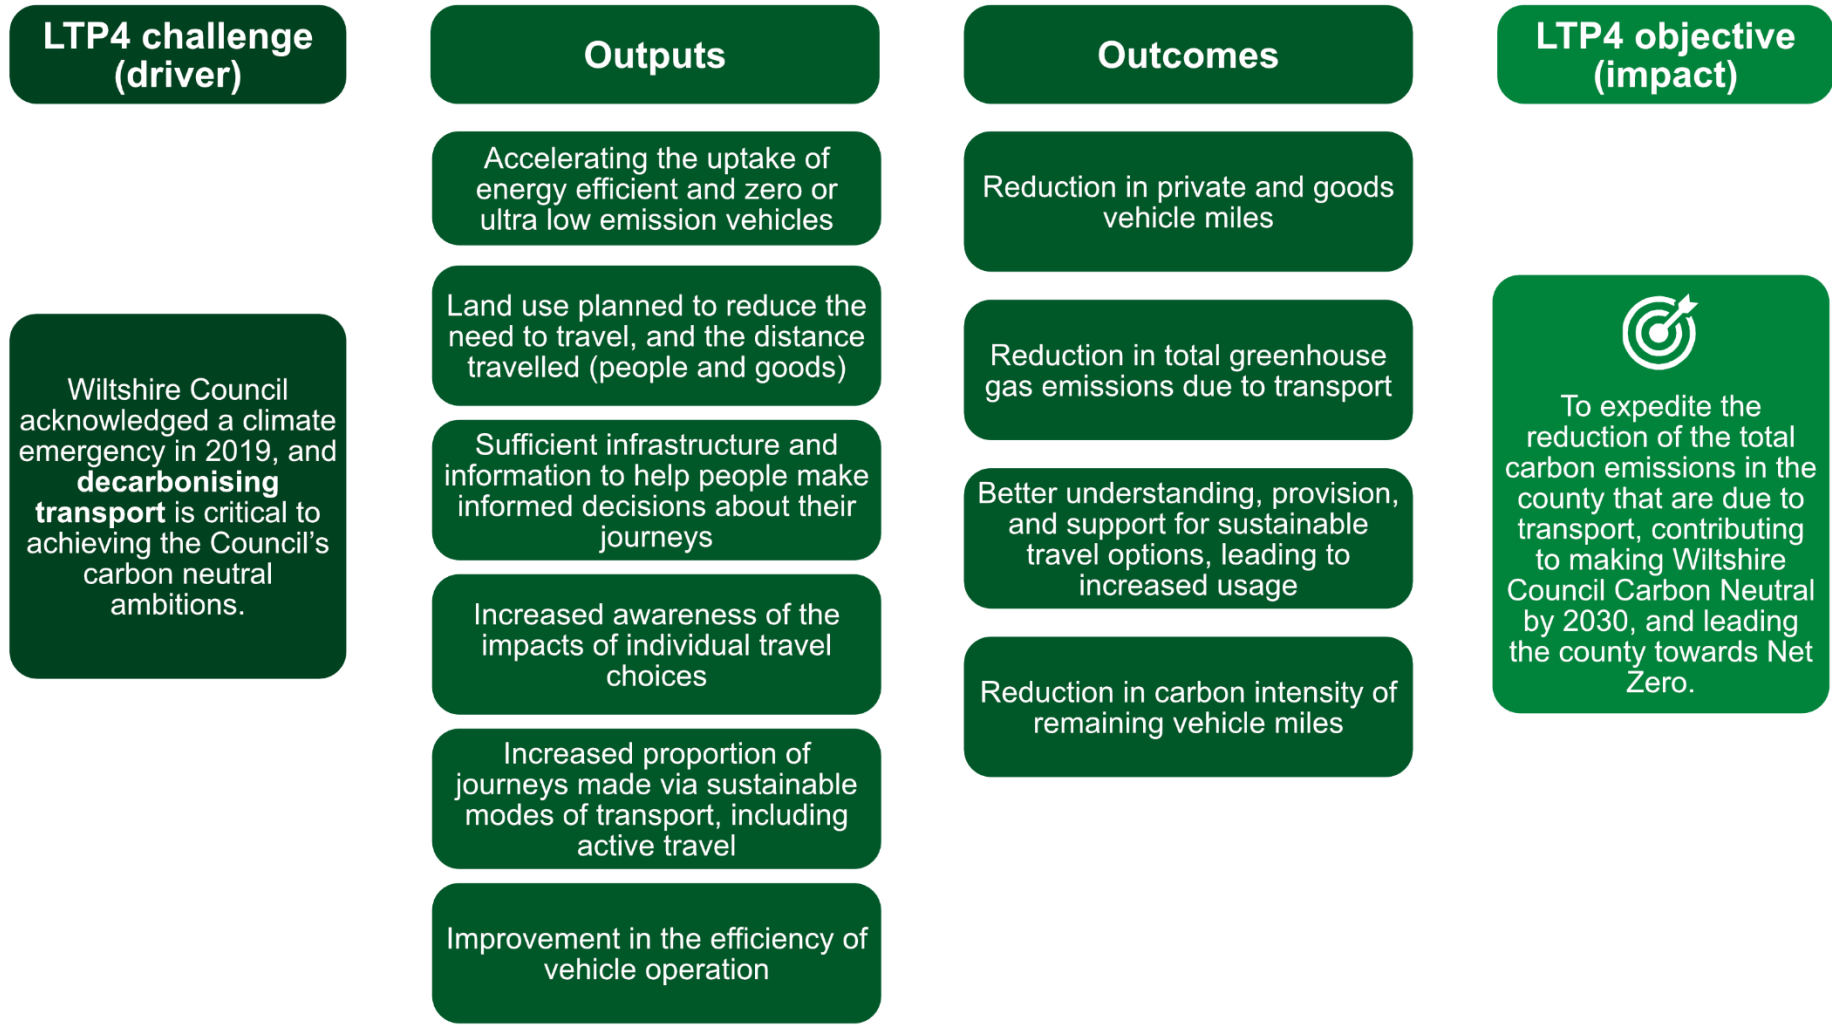 LTP4 challenge
(driver)
Wiltshire Council
acknowledged a climate
emergency in 2019, and
decarbonising
transport is critical to
achieving the Council’s
carbon neutral
ambitions.
Outputs
Accelerating the uptake of
energy efficient and zero or
ultra low emission vehicles
Land use planned to reduce the
need to travel, and the distance
travelled (people and goods)
Sufficient infrastructure and
information to help people make
informed decisions about their
journeys
Increased awareness of the
impacts of individual travel
choices
Increased proportion of
journeys made via sustainable
modes of transport, including
active travel
Improvement in the efficiency of
vehicle operation
Outcomes
Reduction in private and goods
vehicle miles
Reduction in total greenhouse
gas emissions due to transport
Better understanding, provision,
and support for sustainable
travel options, leading to
increased usage
Reduction in carbon intensity of
remaining vehicle miles
LTP4 objective
(impact)
To expedite the
reduction of the total
carbon emissions in the
county that are due to
transport, contributing
to making Wiltshire
Council Carbon Neutral
by 2030, and leading
the county towards Net
Zero.